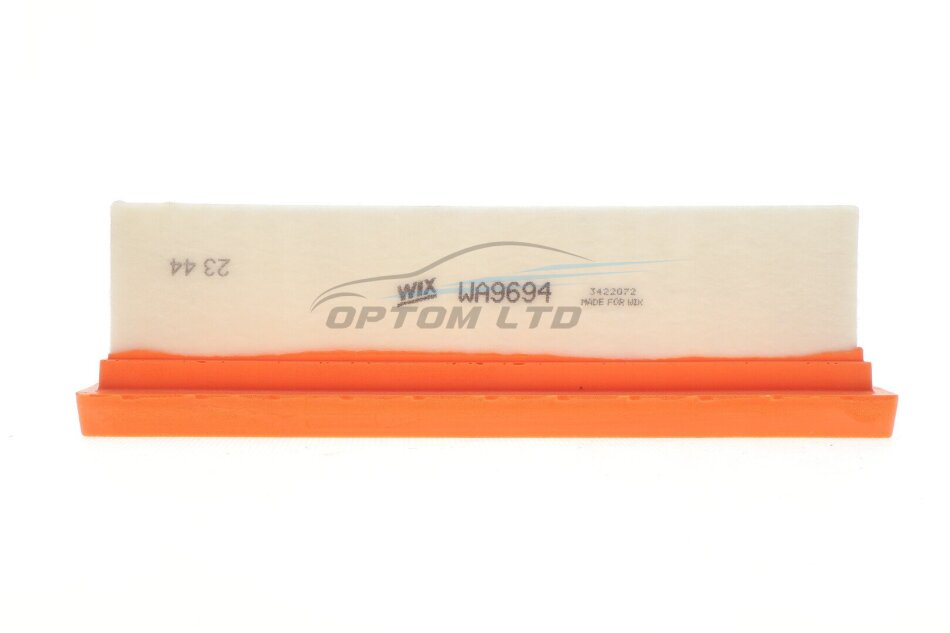 23 44
WIX WA9694 3422072
MADE FOR WIX
OPTOM LTD